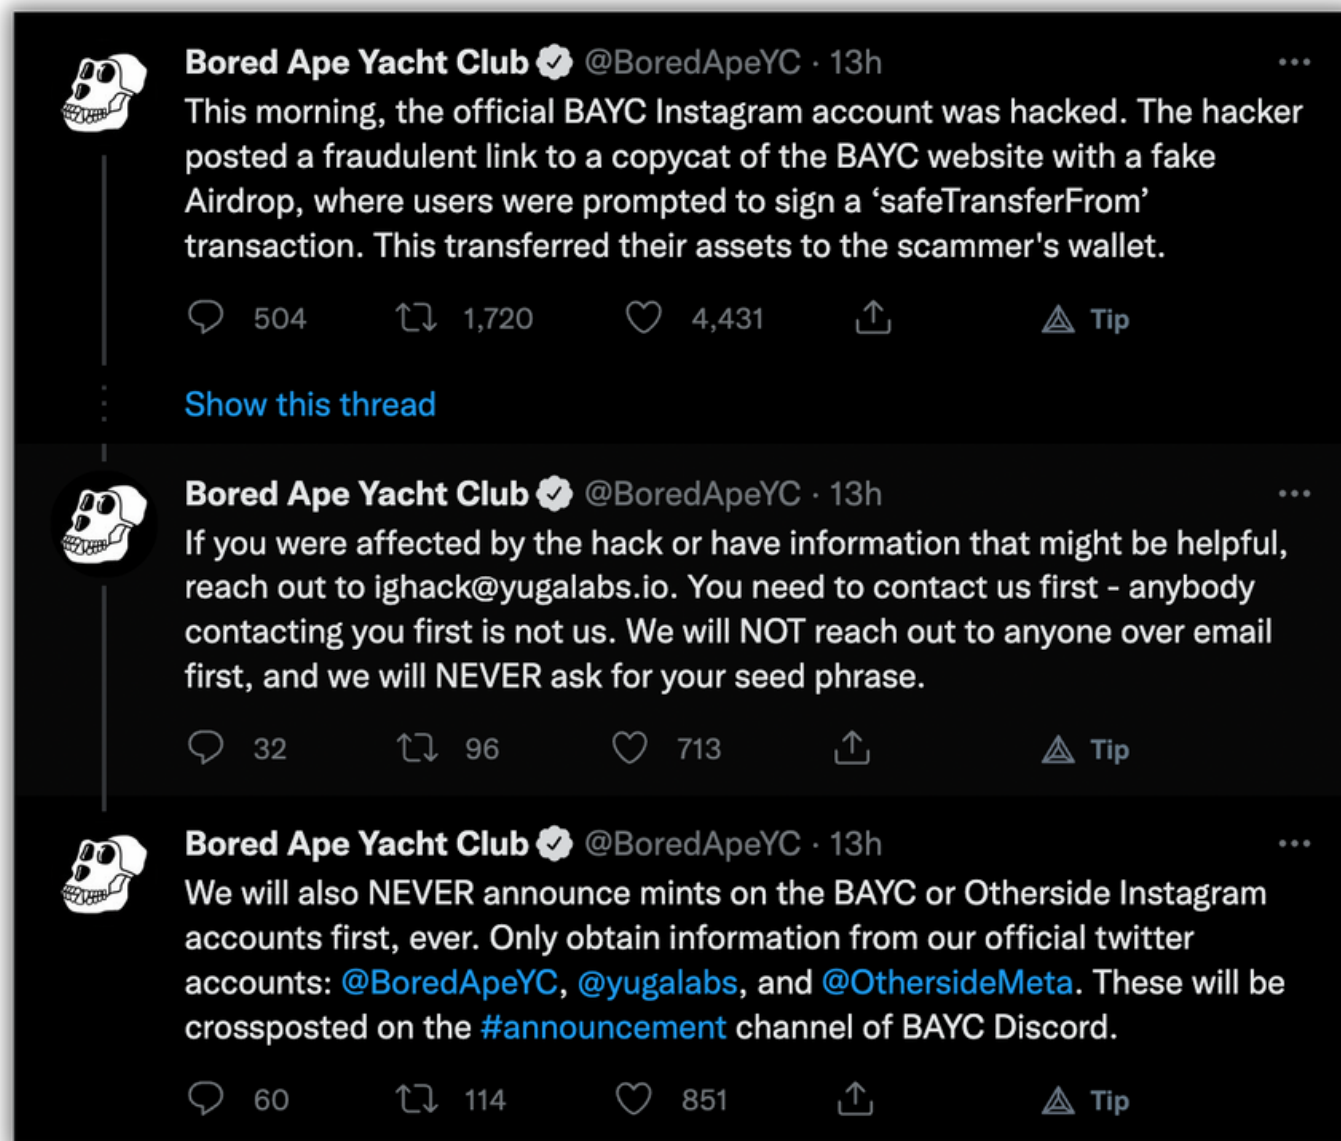 Bored Ape Yacht Club @BoredApeYC · 13h
This morning, the official BAYC Instagram account was hacked. The hacker
posted a fraudulent link to a copycat of the BAYC website with a fake
Airdrop, where users were prompted to sign a ‘safeTransferFrom’
transaction. This transferred their assets to the scammer's wallet.
504 1,720 4,431 Tip
Show this thread
Bored Ape Yacht Club @BoredApeYC · 13h
If you were affected by the hack or have information that might be helpful,
reach out to ighack@yugalabs.io. You need to contact us first - anybody
contacting you first is not us. We will NOT reach out to anyone over email
first, and we will NEVER ask for your seed phrase.
32 96 713 Tip
Bored Ape Yacht Club @BoredApeYC · 13h
We will also NEVER announce mints on the BAYC or Otherside Instagram
accounts first, ever. Only obtain information from our official twitter
accounts: @BoredApeYC, @yugalabs, and @OthersideMeta. These will be
crossposted on the #announcement channel of BAYC Discord.
60 114 851 Tip